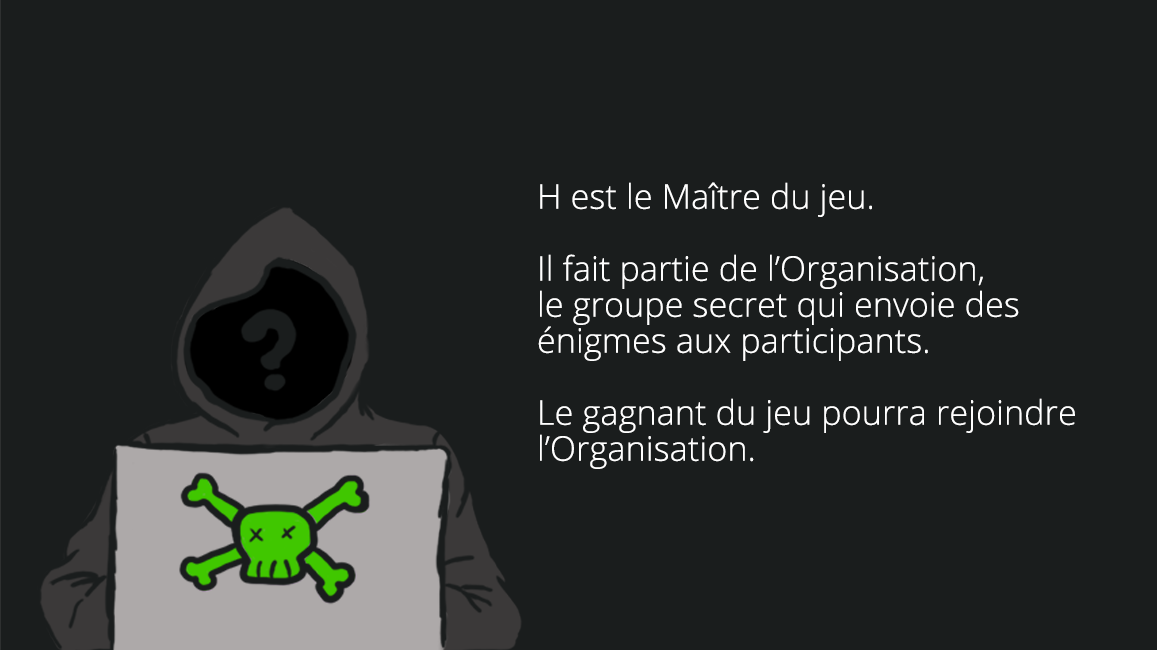 ?
H est le Maître du jeu.
Il fait partie de l’Organisation,
le groupe secret qui envoie des
énigmes aux participants.
Le gagnant du jeu pourra rejoindre
l’Organisation.